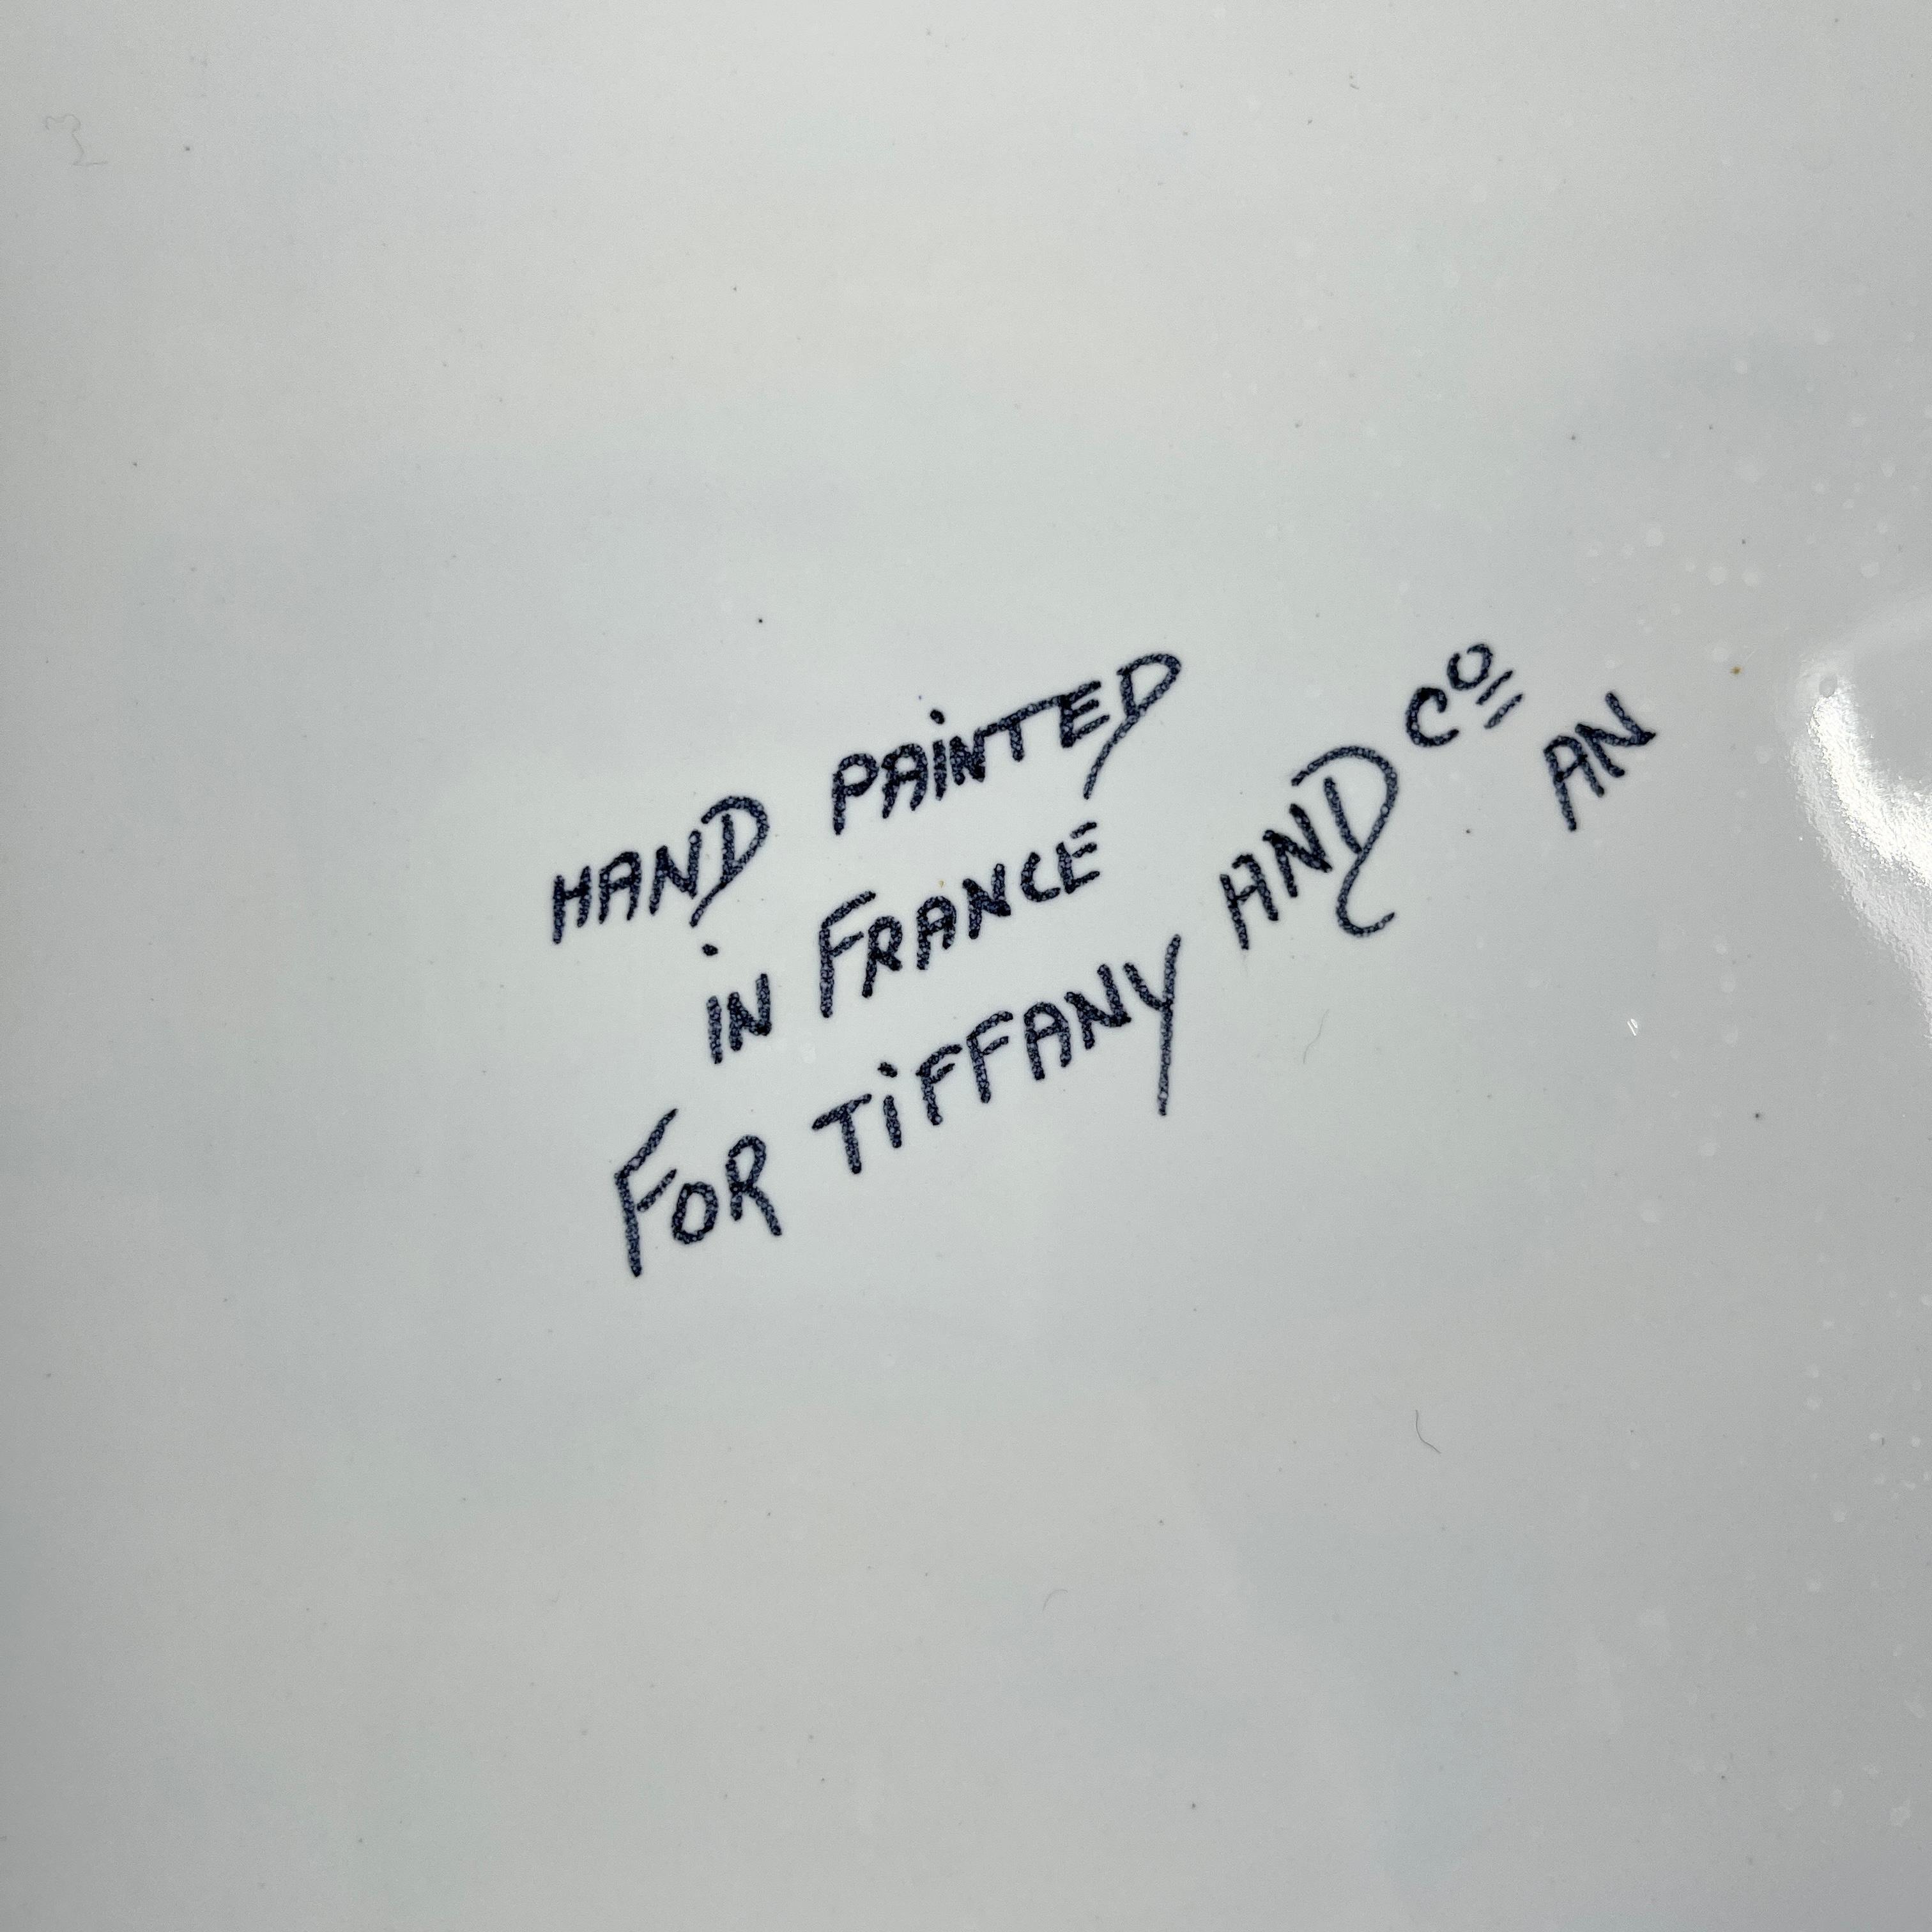 HAND PAiNTED
iN FRANCE
FOR TiFFANY AND Cº
AN